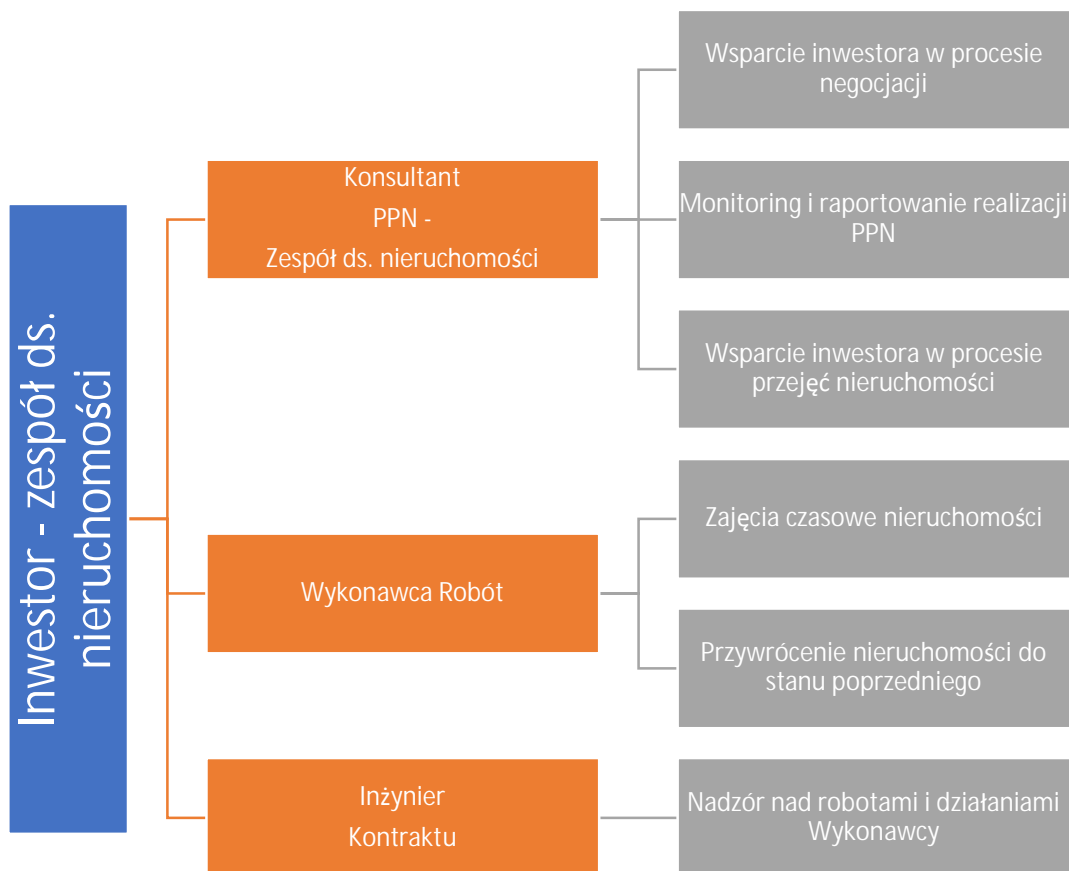 Inwestor - zespół ds.
nieruchomości
Konsultant
PPN -
Zespół ds. nieruchomości
Wsparcie inwestora w procesie
negocjacji
Monitoring i raportowanie realizacji
PPN
Wsparcie inwestora w procesie
przejęć nieruchomości
Wykonawca Robót
Zajęcia czasowe nieruchomości
Przywrócenie nieruchomości do
stanu poprzedniego
Inżynier
Kontraktu
Nadzór nad robotami i działaniami
Wykonawcy